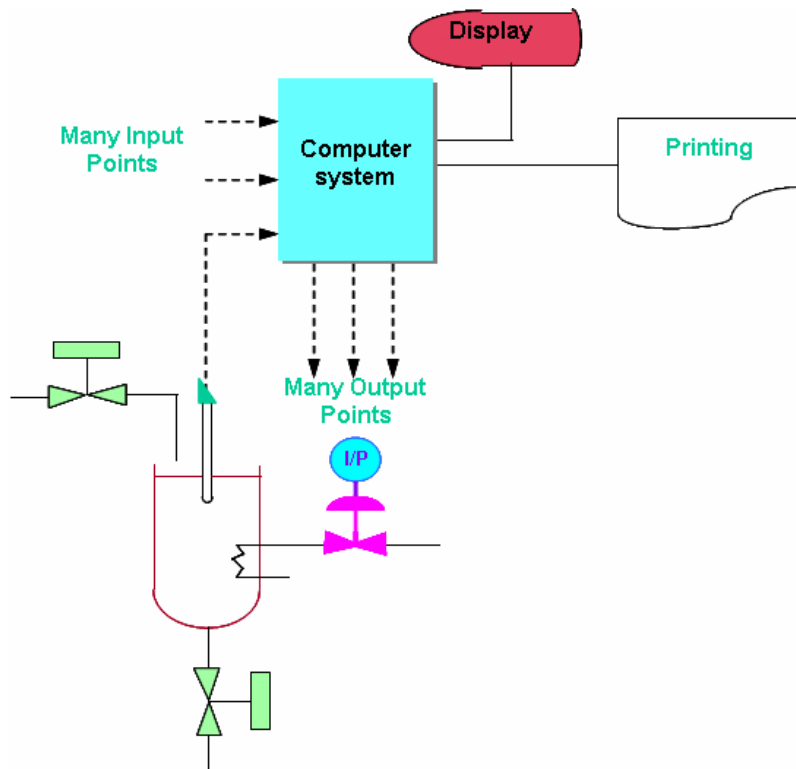 Display
Many Input
Points
Computer
system
Printing
Many Output
Points
I/P